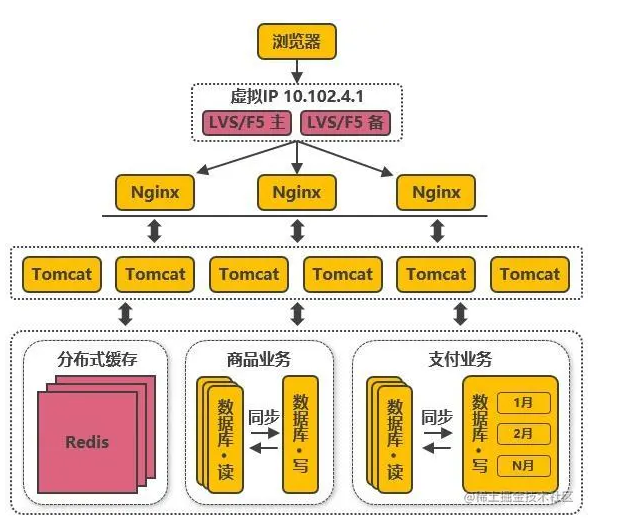 浏览器
虚拟IP 10.102.4.1
LVS/F5 主 LVS/F5 备
Nginx Nginx Nginx
Tomcat Tomcat Tomcat Tomcat Tomcat Tomcat
分布式缓存 商品业务 支付业务
Redis
数据库·读 同步 数据库·写
数据库·读 同步 数据库·写
1月
2月
N月
@稀土掘金技术社区